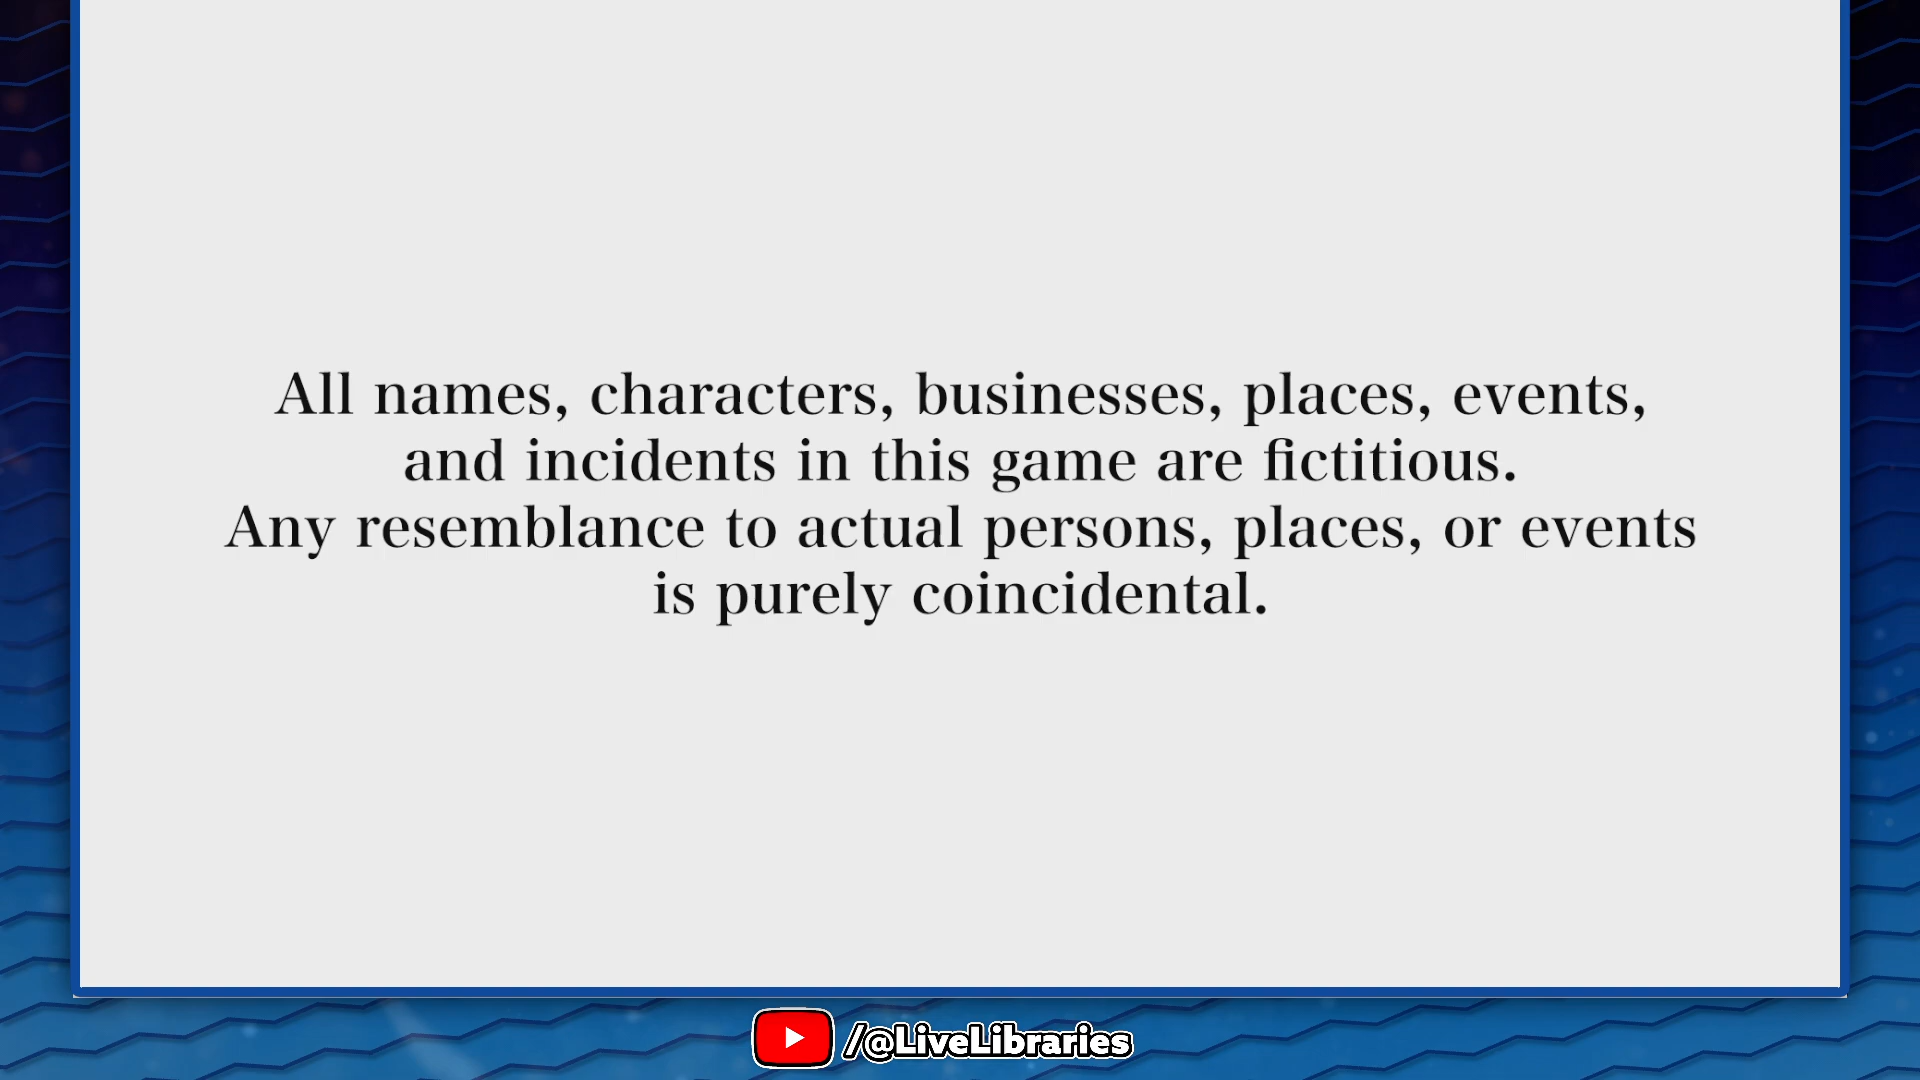 All names, characters, businesses, places, events,
and incidents in this game are fictitious.
Any resemblance to actual persons, places, or events
is purely coincidental.
/@LiveLibraries